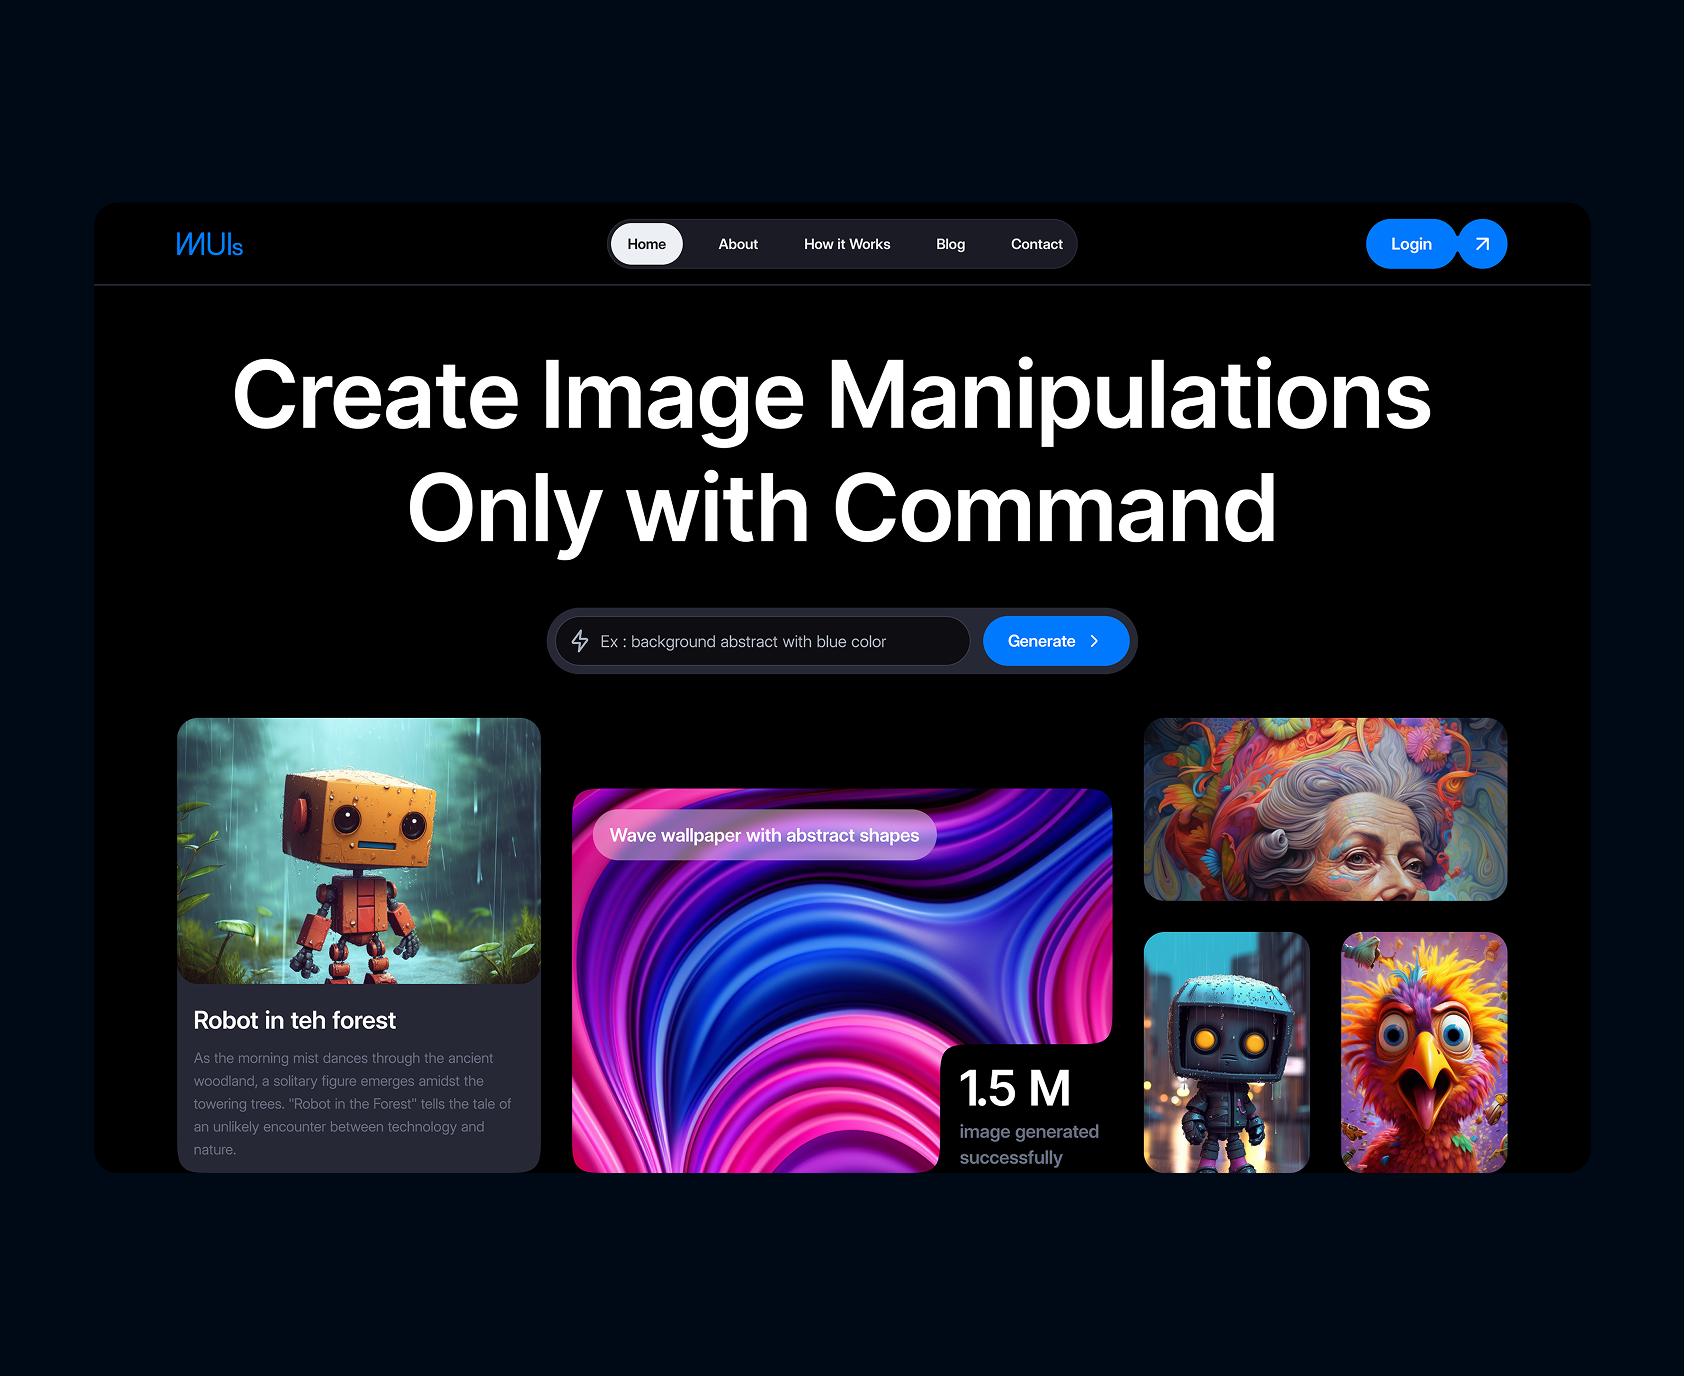 IMUIs
Home
About
How it Works
Blog
Contact
Login
Create Image Manipulations
Only with Command
Ex : background abstract with blue color
Generate
Robot in teh forest
As the morning mist dances through the ancient
woodland, a solitary figure emerges amidst the
towering trees. "Robot in the Forest" tells the tale of
an unlikely encounter between technology and
nature.
Wave wallpaper with abstract shapes
1.5 M
image generated
successfully